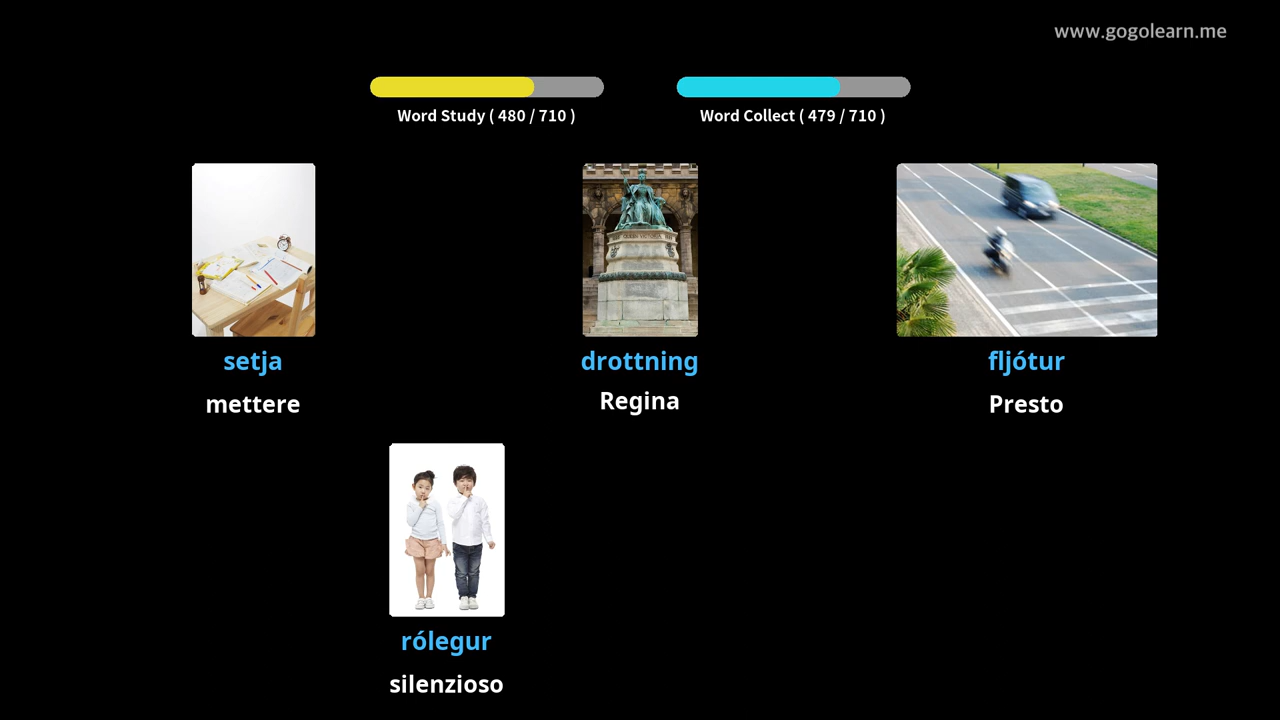 www.gogolearn.me
Word Study ( 480 / 710 )
Word Collect ( 479 / 710 )
setja
mettere
drottning
Regina
fljótur
Presto
rólegur
silenzioso